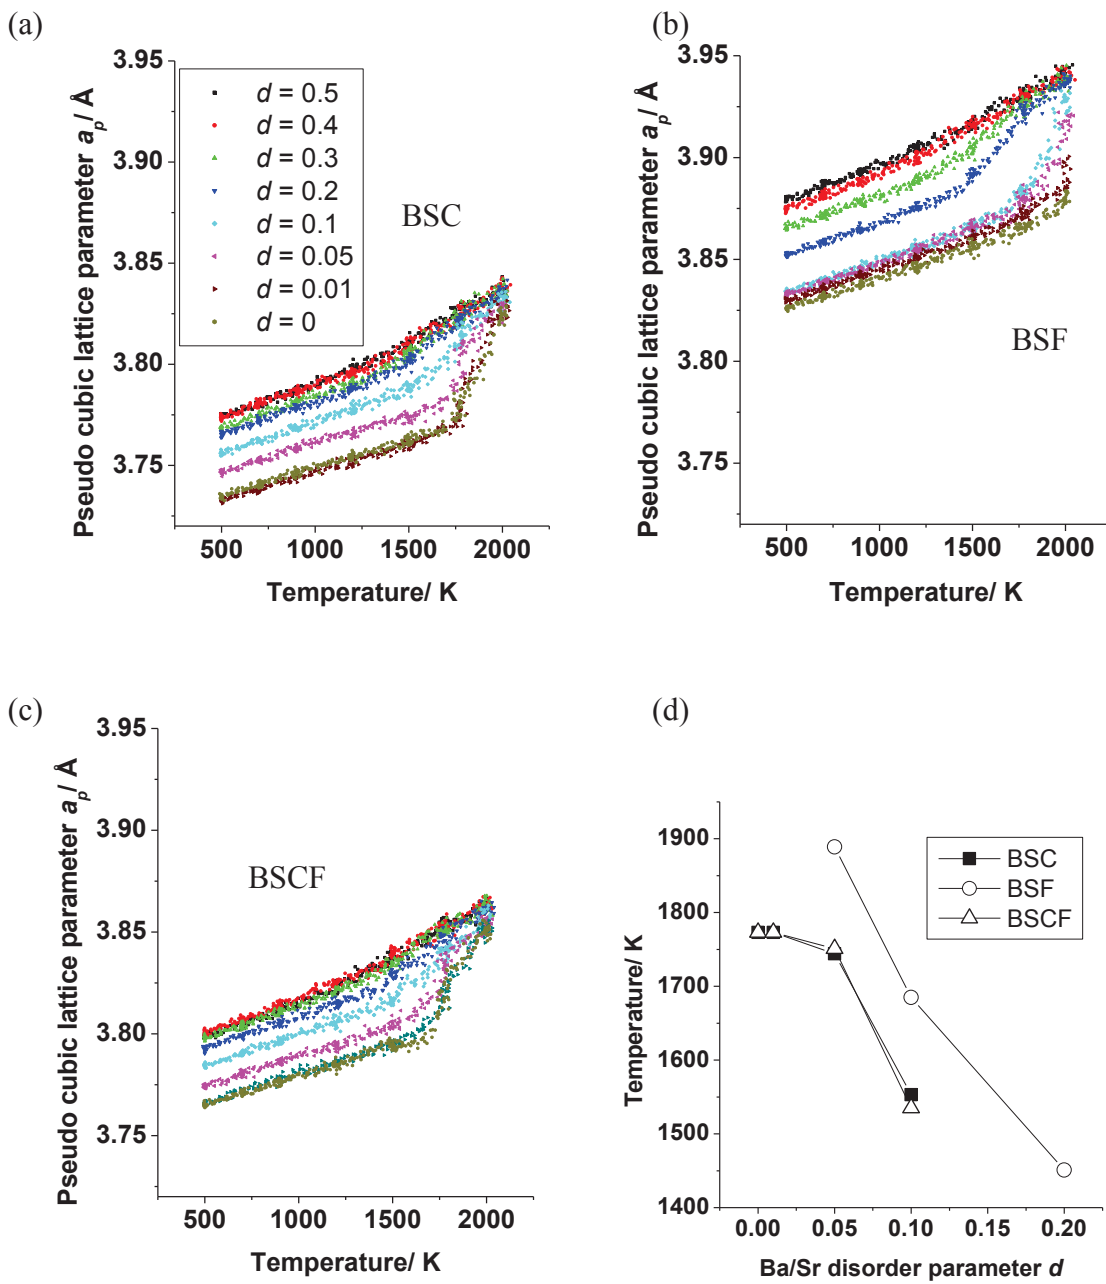 (a)
Pseudo cubic lattice parameter aₚ/ Å
3.95
3.90
3.85
3.80
3.75
d = 0.5
d = 0.4
d = 0.3
d = 0.2
d = 0.1
d = 0.05
d = 0.01
d = 0
BSC
500 1000 1500 2000
Temperature/ K
(b)
Pseudo cubic lattice parameter aₚ/ Å
3.95
3.90
3.85
3.80
3.75
BSF
500 1000 1500 2000
Temperature/ K
(c)
Pseudo cubic lattice parameter aₚ/ Å
3.95
3.90
3.85
3.80
3.75
BSCF
500 1000 1500 2000
Temperature/ K
(d)
Temperature/ K
1900
1800
1700
1600
1500
1400
BSC
BSF
BSCF
0.00 0.05 0.10 0.15 0.20
Ba/Sr disorder parameter d